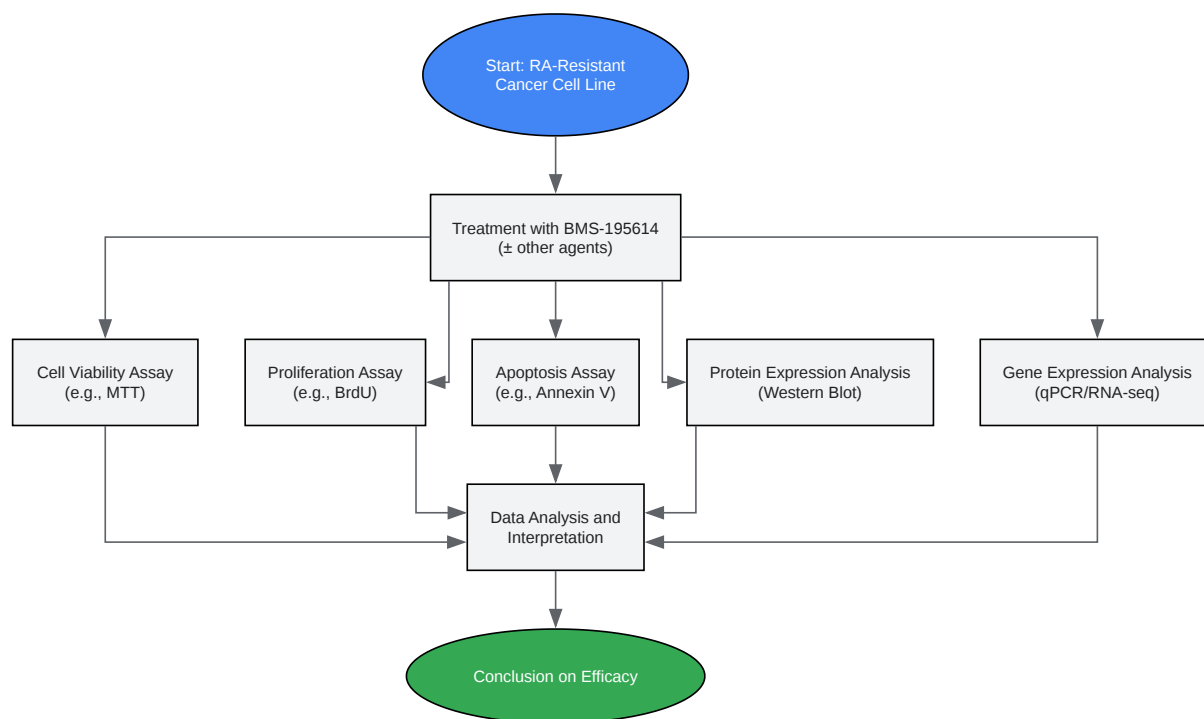 Start: RA-Resistant
Cancer Cell Line
Treatment with BMS-195614
(± other agents)
Cell Viability Assay
(e.g., MTT)
Proliferation Assay
(e.g., BrdU)
Apoptosis Assay
(e.g., Annexin V)
Protein Expression Analysis
(Western Blot)
Gene Expression Analysis
(qPCR/RNA-seq)
Data Analysis and
Interpretation
Conclusion on Efficacy